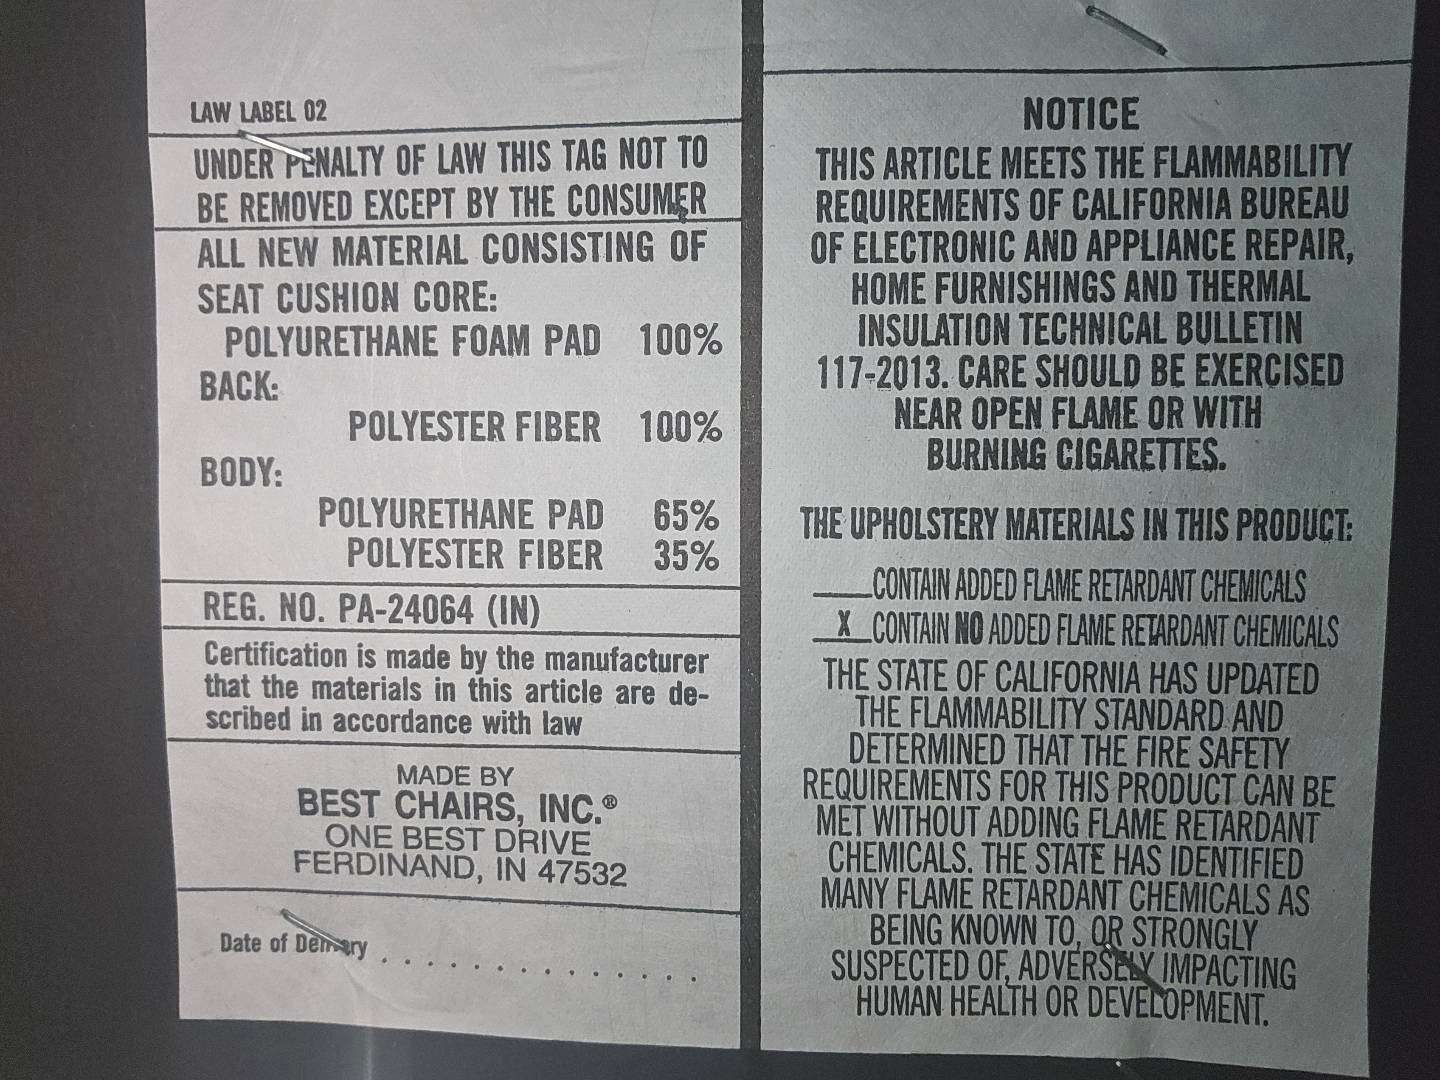 LAW LABEL 02
UNDER PENALTY OF LAW THIS TAG NOT TO
BE REMOVED EXCEPT BY THE CONSUMER
ALL NEW MATERIAL CONSISTING OF
SEAT CUSHION CORE:
POLYURETHANE FOAM PAD 100%
BACK:
POLYESTER FIBER 100%
BODY:
POLYURETHANE PAD 65%
POLYESTER FIBER 35%
REG. NO. PA-24064 (IN)
Certification is made by the manufacturer
that the materials in this article are de-
scribed in accordance with law
MADE BY
BEST CHAIRS, INC.®
ONE BEST DRIVE
FERDINAND, IN 47532
Date of Delivery . . . . . . . . . . . . . .
NOTICE
THIS ARTICLE MEETS THE FLAMMABILITY
REQUIREMENTS OF CALIFORNIA BUREAU
OF ELECTRONIC AND APPLIANCE REPAIR,
HOME FURNISHINGS AND THERMAL
INSULATION TECHNICAL BULLETIN
117-2013. CARE SHOULD BE EXERCISED
NEAR OPEN FLAME OR WITH
BURNING CIGARETTES.
THE UPHOLSTERY MATERIALS IN THIS PRODUCT:
____CONTAIN ADDED FLAME RETARDANT CHEMICALS
__X__CONTAIN NO ADDED FLAME RETARDANT CHEMICALS
THE STATE OF CALIFORNIA HAS UPDATED
THE FLAMMABILITY STANDARD AND
DETERMINED THAT THE FIRE SAFETY
REQUIREMENTS FOR THIS PRODUCT CAN BE
MET WITHOUT ADDING FLAME RETARDANT
CHEMICALS. THE STATE HAS IDENTIFIED
MANY FLAME RETARDANT CHEMICALS AS
BEING KNOWN TO, OR STRONGLY
SUSPECTED OF, ADVERSELY IMPACTING
HUMAN HEALTH OR DEVELOPMENT.